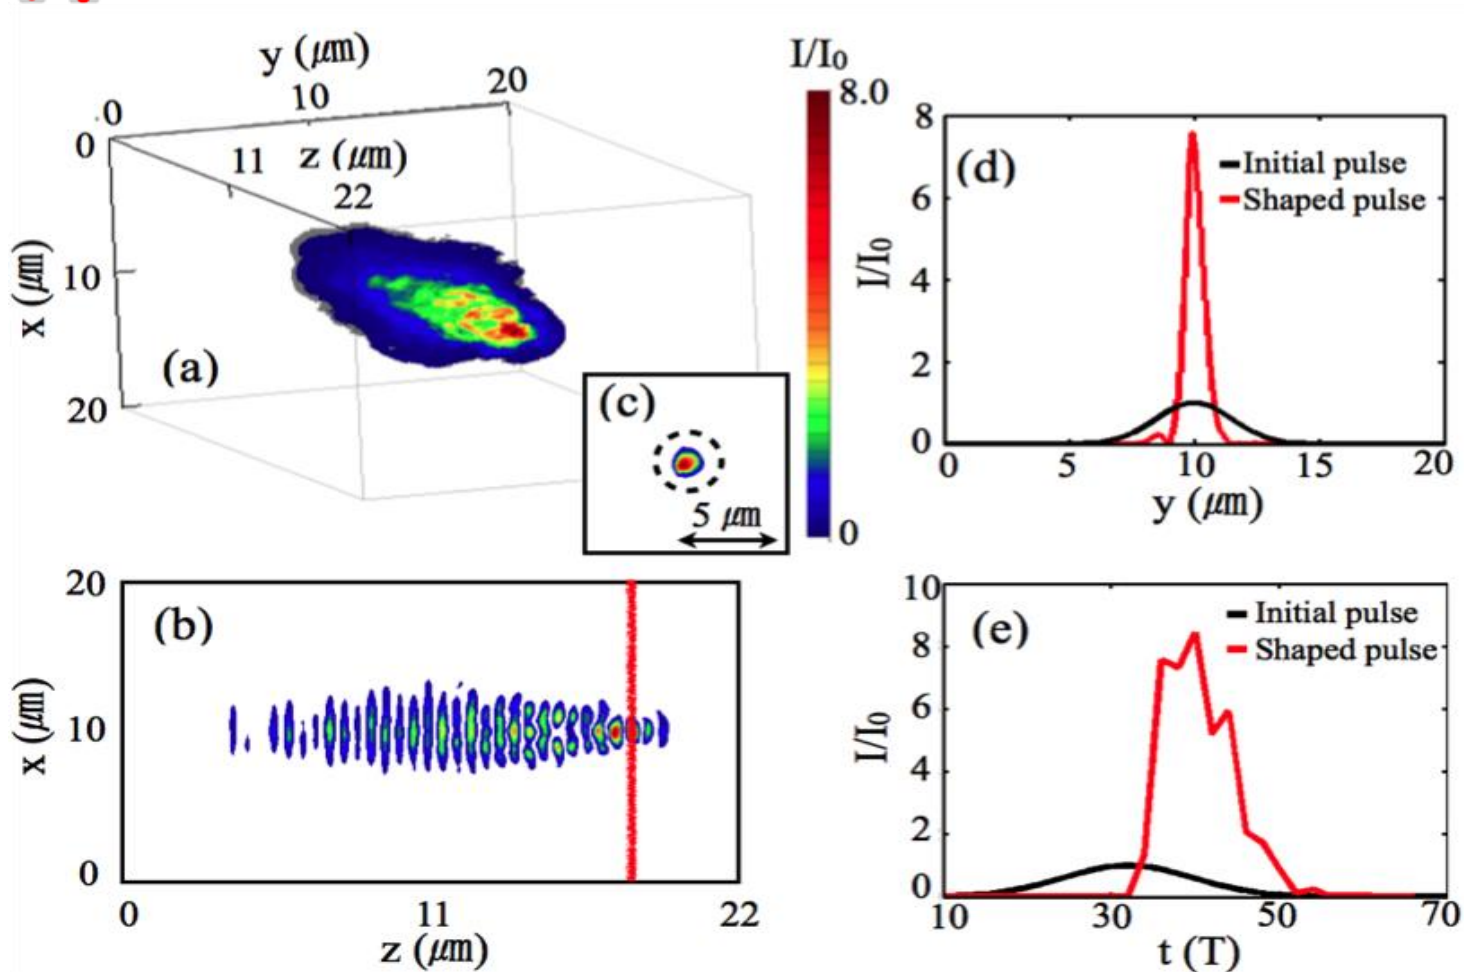 y (μm)
0
10
20
0
11
z (μm)
22
x (μm)
10
20
(a)
I/I0
8.0
0
(c)
5 μm
8
6
4
2
0
I/I0
(d)
Initial pulse
Shaped pulse
0
5
10
15
20
y (μm)
20
10
0
x (μm)
(b)
0
11
22
z (μm)
10
8
6
4
2
0
I/I0
(e)
Initial pulse
Shaped pulse
10
30
50
70
t (T)